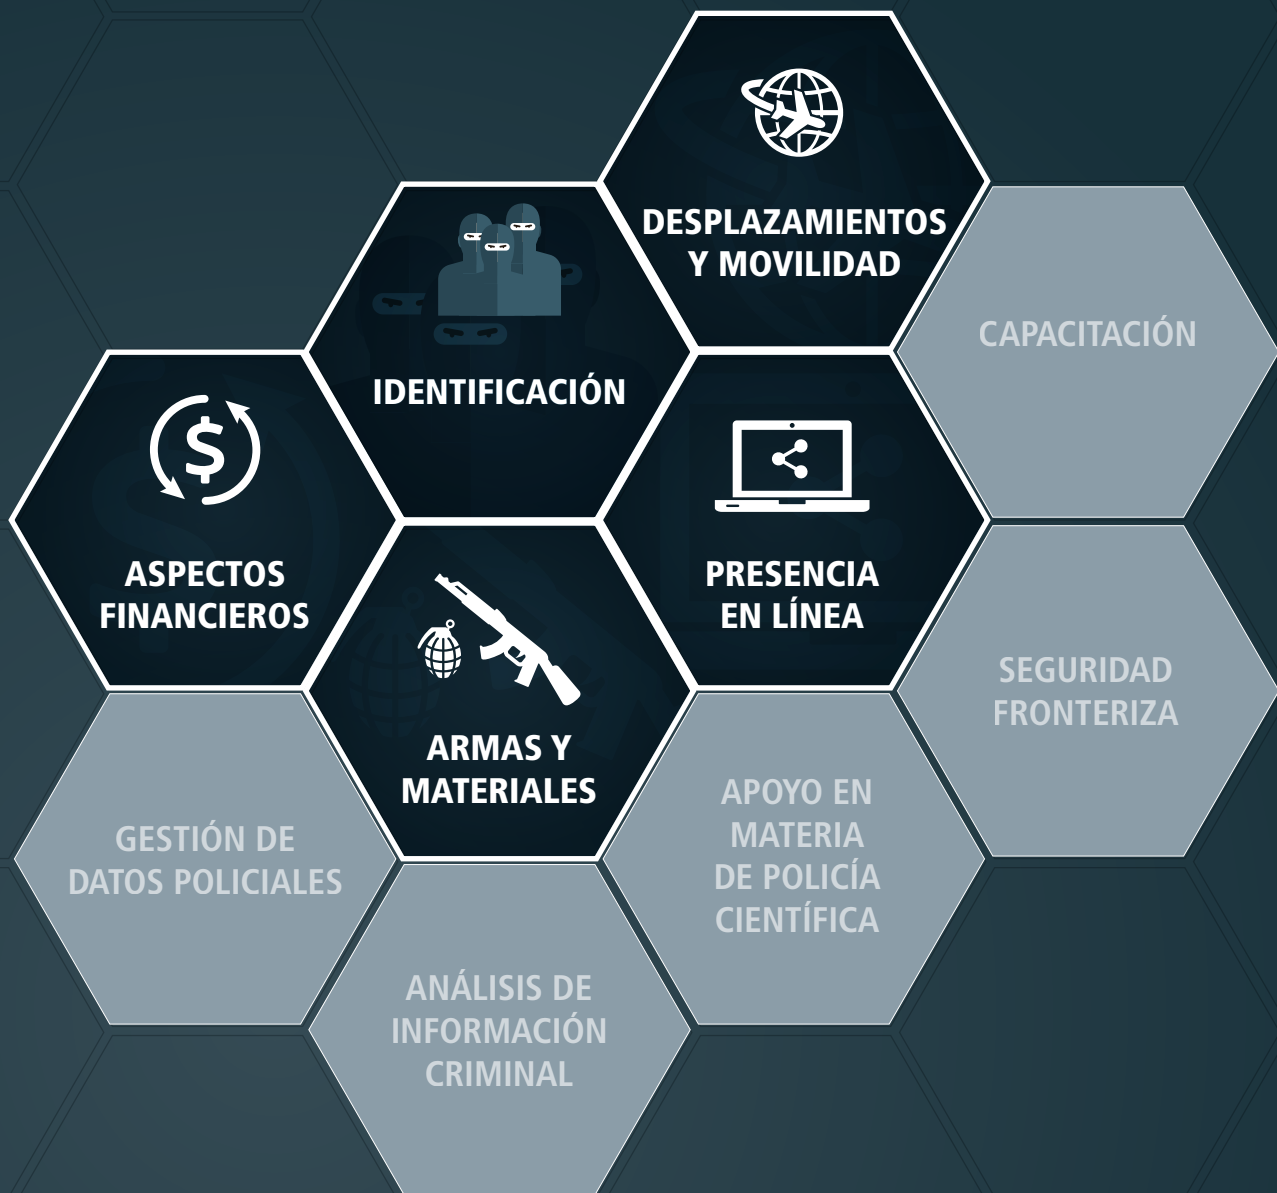 DESPLAZAMIENTOS
Y MOVILIDAD
CAPACITACIÓN
IDENTIFICACIÓN
ASPECTOS
FINANCIEROS
PRESENCIA
EN LÍNEA
SEGURIDAD
FRONTERIZA
ARMAS Y
MATERIALES
GESTIÓN DE
DATOS POLICIALES
APOYO EN
MATERIA
DE POLICÍA
CIENTÍFICA
ANÁLISIS DE
INFORMACIÓN
CRIMINAL